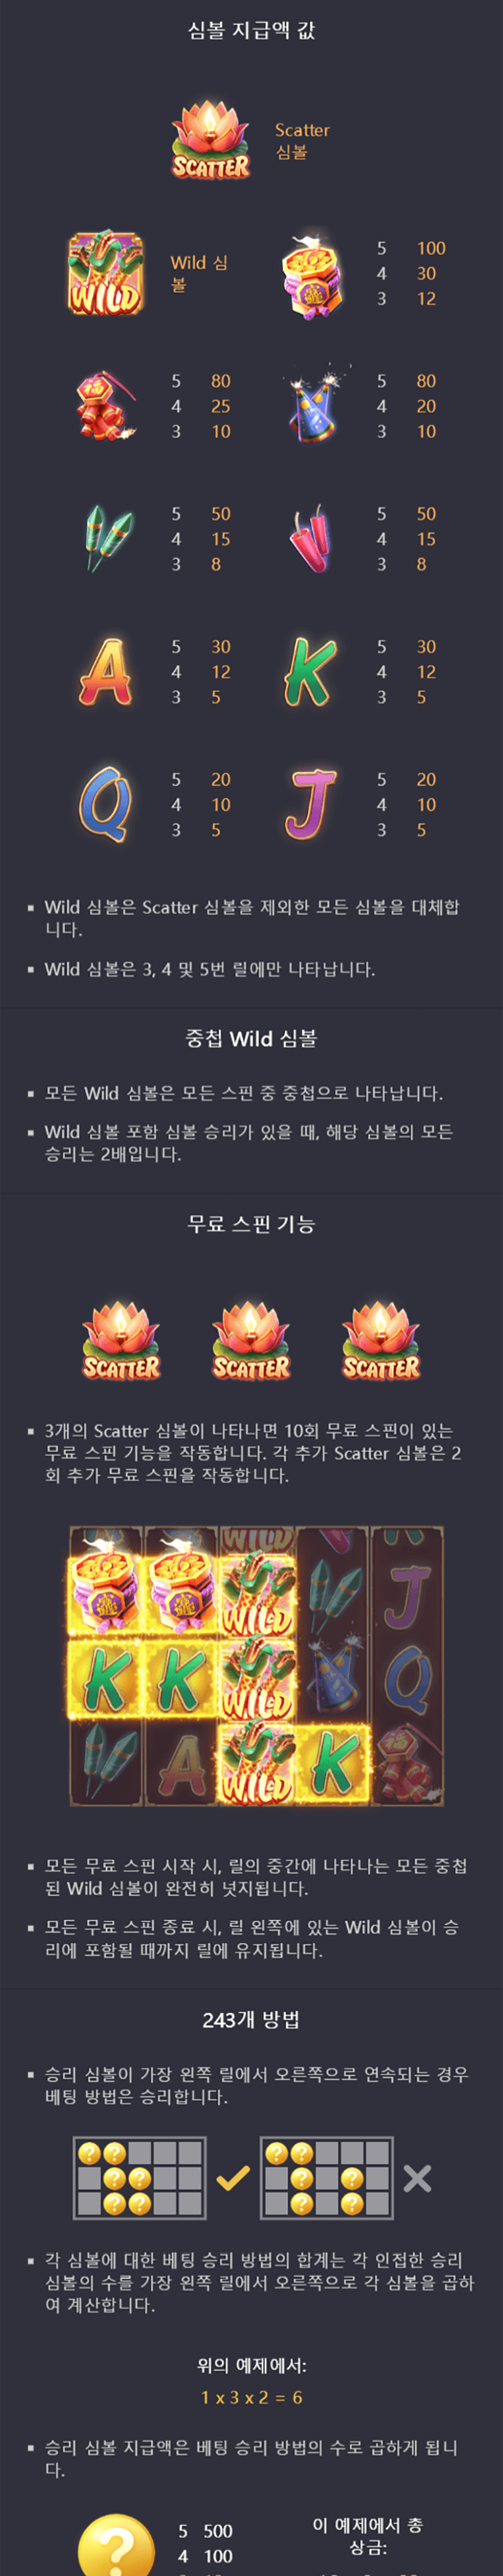 심볼 지급액 값
SCATTER
Scatter
심볼
WILD
Wild 심
볼
5 100
4 30
3 12
5 80
4 25
3 10
5 80
4 20
3 10
5 50
4 15
3 8
5 50
4 15
3 8
A
5 30
4 12
3 5
K
5 30
4 12
3 5
Q
5 20
4 10
3 5
J
5 20
4 10
3 5
Wild 심볼은 Scatter 심볼을 제외한 모든 심볼을 대체합
니다.
Wild 심볼은 3, 4 및 5번 릴에만 나타납니다.
중첩 Wild 심볼
모든 Wild 심볼은 모든 스핀 중 중첩으로 나타납니다.
Wild 심볼 포함 심볼 승리가 있을 때, 해당 심볼의 모든
승리는 2배입니다.
무료 스핀 기능
SCATTER SCATTER SCATTER
3개의 Scatter 심볼이 나타나면 10회 무료 스핀이 있는
무료 스핀 기능을 작동합니다. 각 추가 Scatter 심볼은 2
회 추가 무료 스핀을 작동합니다.
WILD
WILD J
K K WILD Q
A WILD K
모든 무료 스핀 시작 시, 릴의 중간에 나타나는 모든 중첩
된 Wild 심볼이 완전히 넛지됩니다.
모든 무료 스핀 종료 시, 릴 왼쪽에 있는 Wild 심볼이 승
리에 포함될 때까지 릴에 유지됩니다.
243개 방법
승리 심볼이 가장 왼쪽 릴에서 오른쪽으로 연속되는 경우
베팅 방법은 승리합니다.
? ? ? ?
? ? ? ?
? ? ? ?
각 심볼에 대한 베팅 승리 방법의 합계는 각 인접한 승리
심볼의 수를 가장 왼쪽 릴에서 오른쪽으로 각 심볼을 곱하
여 계산합니다.
위의 예제에서:
1 x 3 x 2 = 6
승리 심볼 지급액은 베팅 승리 방법의 수로 곱하게 됩니
다.
?
5 500
4 100
이 예제에서 총
상금: